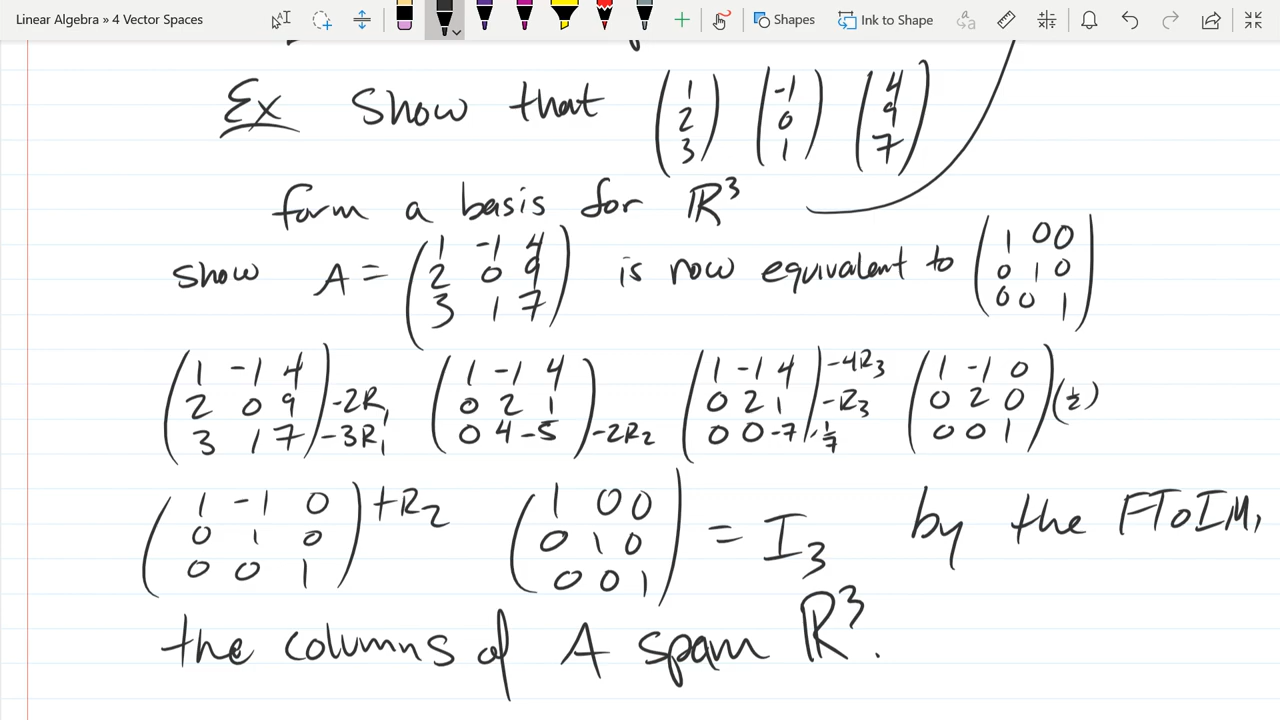 Linear Algebra » 4 Vector Spaces
Shapes
Ink to Shape
Ex Show that (1 2 3) (-1 0 1) (4 9 7)
form a basis for ℝ³
show A = (1 -1 4 / 2 0 9 / 3 1 7) is row equivalent to (1 0 0 / 0 1 0 / 0 0 1)
(1 -1 4 / 2 0 9 / 3 1 7) -2R₁ -3R₁ (1 -1 4 / 0 2 1 / 0 4 -5) -2R₂ (1 -1 4 / 0 2 1 / 0 0 -7) -4R₃ -R₃ ·-1/7 (1 -1 0 / 0 2 0 / 0 0 1) (½)
(1 -1 0 / 0 1 0 / 0 0 1) +R₂ (1 0 0 / 0 1 0 / 0 0 1) = I₃ by the FToIM,
the columns of A span ℝ³.